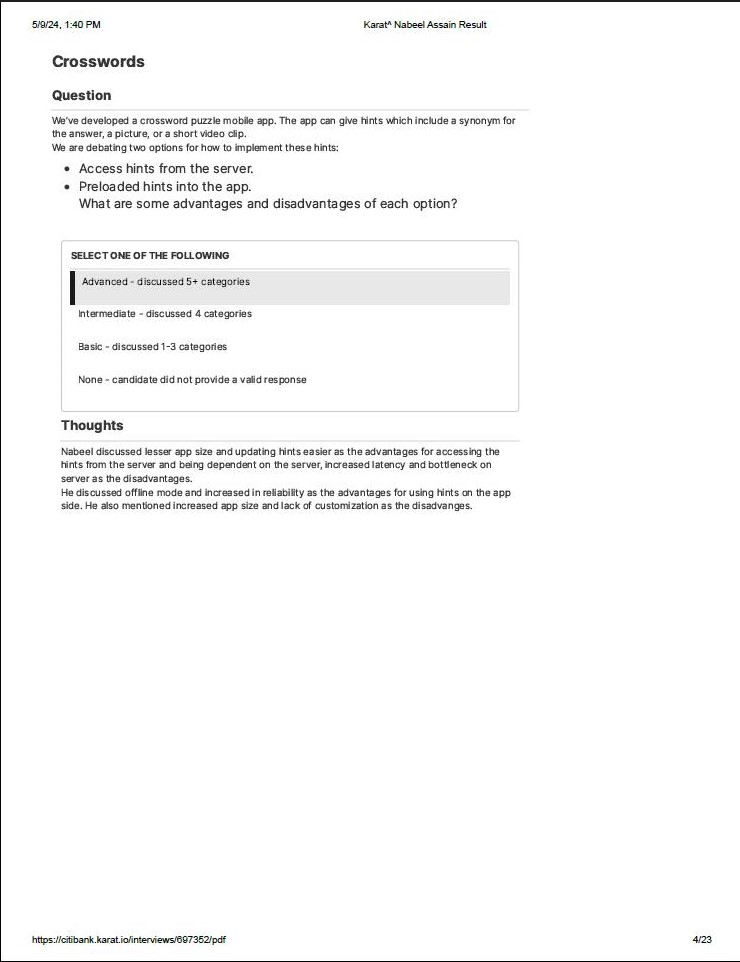 5/9/24, 1:40 PM
Karat^ Nabeel Assain Result
Crosswords
Question
We've developed a crossword puzzle mobile app. The app can give hints which include a synonym for
the answer, a picture, or a short video clip.
We are debating two options for how to implement these hints:
• Access hints from the server.
• Preloaded hints into the app.
What are some advantages and disadvantages of each option?
SELECT ONE OF THE FOLLOWING
Advanced - discussed 5+ categories
Intermediate - discussed 4 categories
Basic - discussed 1-3 categories
None - candidate did not provide a valid response
Thoughts
Nabeel discussed lesser app size and updating hints easier as the advantages for accessing the
hints from the server and being dependent on the server, increased latency and bottleneck on
server as the disadvantages.
He discussed offline mode and increased in reliability as the advantages for using hints on the app
side. He also mentioned increased app size and lack of customization as the disadvanges.
https://citibank.karat.io/interviews/697352/pdf
4/23